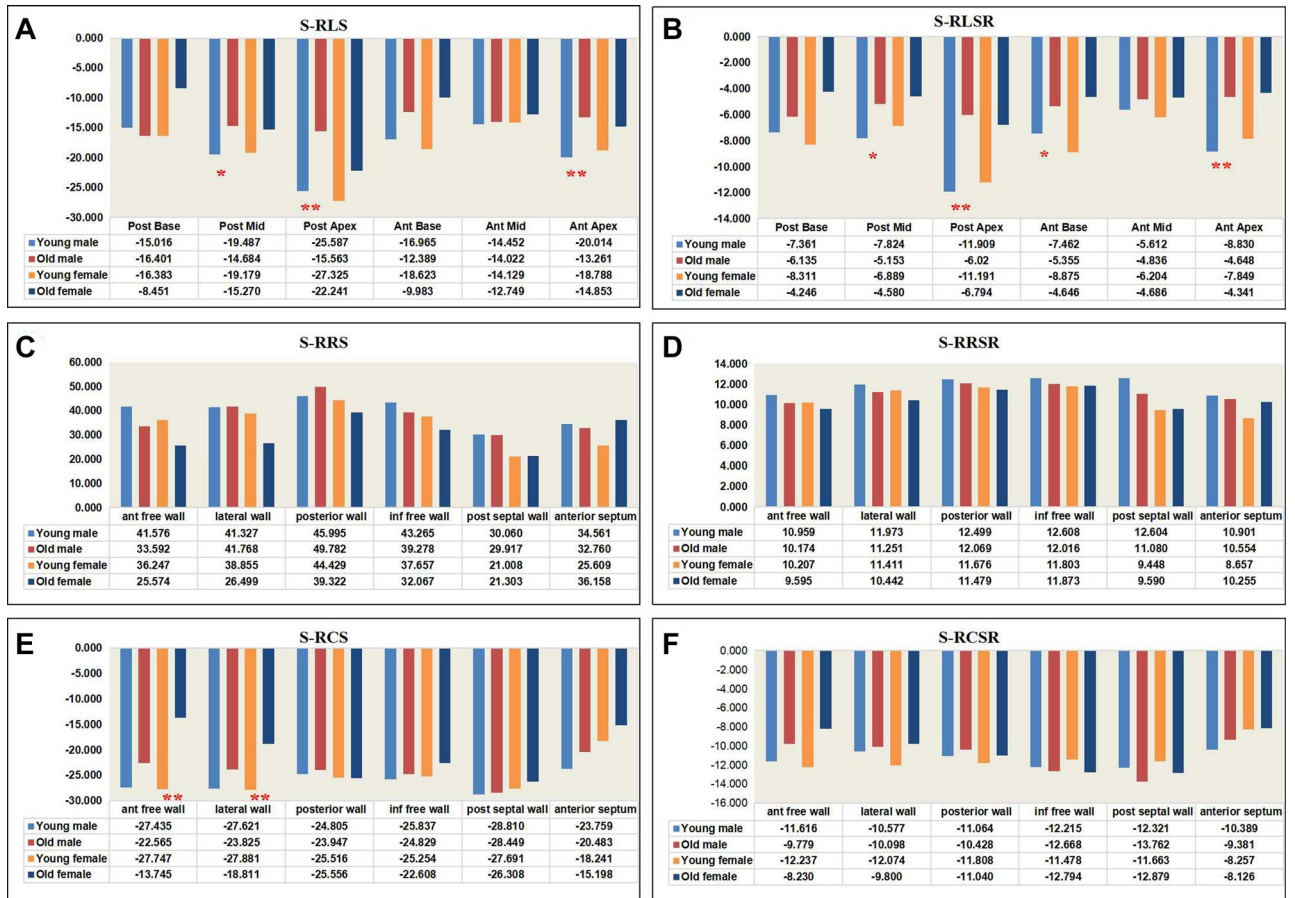 A
S-RLS
0.000
-5.000
-10.000
-15.000
-20.000
-25.000
-30.000
* ** **
Post Base Post Mid Post Apex Ant Base Ant Mid Ant Apex
Young male -15.016 -19.487 -25.587 -16.965 -14.452 -20.014
Old male -16.401 -14.684 -15.563 -12.389 -14.022 -13.261
Young female -16.383 -19.179 -27.325 -18.623 -14.129 -18.788
Old female -8.451 -15.270 -22.241 -9.983 -12.749 -14.853
B
S-RLSR
0.000
-2.000
-4.000
-6.000
-8.000
-10.000
-12.000
-14.000
* ** * **
Post Base Post Mid Post Apex Ant Base Ant Mid Ant Apex
Young male -7.361 -7.824 -11.909 -7.462 -5.612 -8.830
Old male -6.135 -5.153 -6.02 -5.355 -4.836 -4.648
Young female -8.311 -6.889 -11.191 -8.875 -6.204 -7.849
Old female -4.246 -4.580 -6.794 -4.646 -4.686 -4.341
C
S-RRS
60.000
50.000
40.000
30.000
20.000
10.000
0.000
ant free wall lateral wall posterior wall inf free wall post septal wall anterior septum
Young male 41.576 41.327 45.995 43.265 30.060 34.561
Old male 33.592 41.768 49.782 39.278 29.917 32.760
Young female 36.247 38.855 44.429 37.657 21.008 25.609
Old female 25.574 26.499 39.322 32.067 21.303 36.158
D
S-RRSR
14.000
12.000
10.000
8.000
6.000
4.000
2.000
0.000
ant free wall lateral wall posterior wall inf free wall post septal wall anterior septum
Young male 10.959 11.973 12.499 12.608 12.604 10.901
Old male 10.174 11.251 12.069 12.016 11.080 10.554
Young female 10.207 11.411 11.676 11.803 9.448 8.657
Old female 9.595 10.442 11.479 11.873 9.590 10.255
E
S-RCS
0.000
-5.000
-10.000
-15.000
-20.000
-25.000
-30.000
** **
ant free wall lateral wall posterior wall inf free wall post septal wall anterior septum
Young male -27.435 -27.621 -24.805 -25.837 -28.810 -23.759
Old male -22.565 -23.825 -23.947 -24.829 -28.449 -20.483
Young female -27.747 -27.881 -25.516 -25.254 -27.691 -18.241
Old female -13.745 -18.811 -25.556 -22.608 -26.308 -15.198
F
S-RCSR
0.000
-2.000
-4.000
-6.000
-8.000
-10.000
-12.000
-14.000
-16.000
ant free wall lateral wall posterior wall inf free wall post septal wall anterior septum
Young male -11.616 -10.577 -11.064 -12.215 -12.321 -10.389
Old male -9.779 -10.098 -10.428 -12.668 -13.762 -9.381
Young female -12.237 -12.074 -11.808 -11.478 -11.663 -8.257
Old female -8.230 -9.800 -11.040 -12.794 -12.879 -8.126